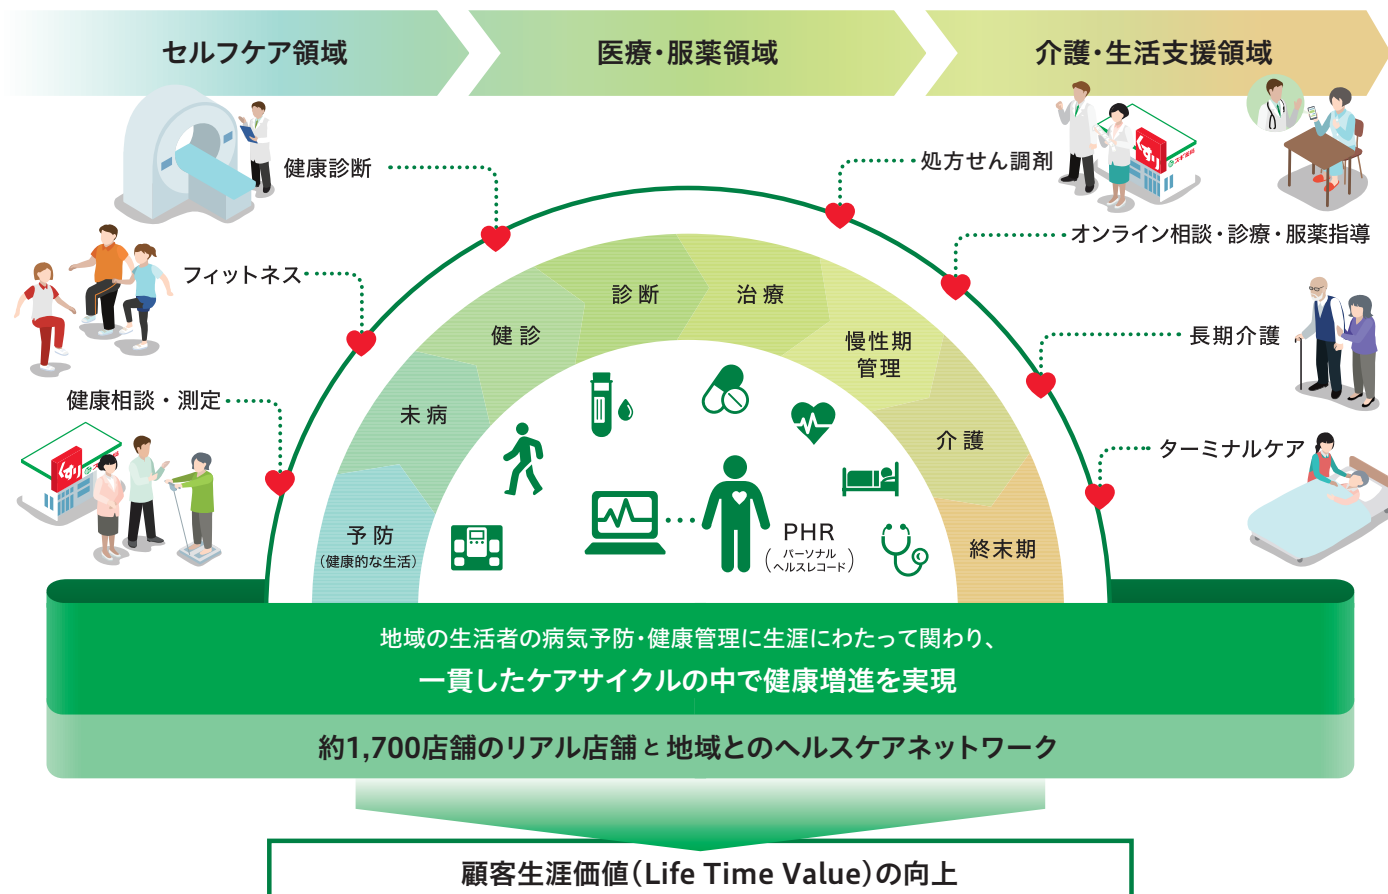 セルフケア領域
医療・服薬領域
介護・生活支援領域
健康診断
処方せん調剤
くすり
スギ薬局
オンライン相談・診療・服薬指導
フィットネス
長期介護
健康相談・測定
ターミナルケア
くすり
予防
(健康的な生活)
未病
健診
診断
治療
慢性期
管理
介護
終末期
PHR
(パーソナル
ヘルスレコード)
地域の生活者の病気予防・健康管理に生涯にわたって関わり、
一貫したケアサイクルの中で健康増進を実現
約1,700店舗のリアル店舗と地域とのヘルスケアネットワーク
顧客生涯価値(Life Time Value)の向上